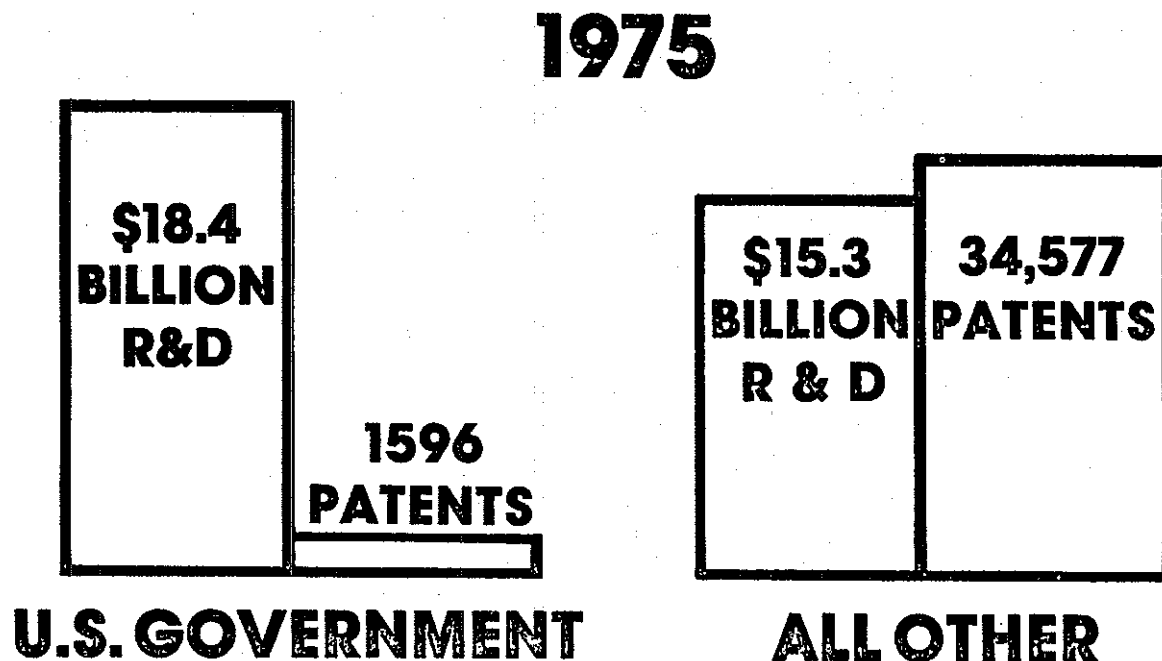 1975
$18.4
BILLION
R&D
1596
PATENTS
U.S. GOVERNMENT
$15.3
BILLION
R & D
34,577
PATENTS
ALL OTHER